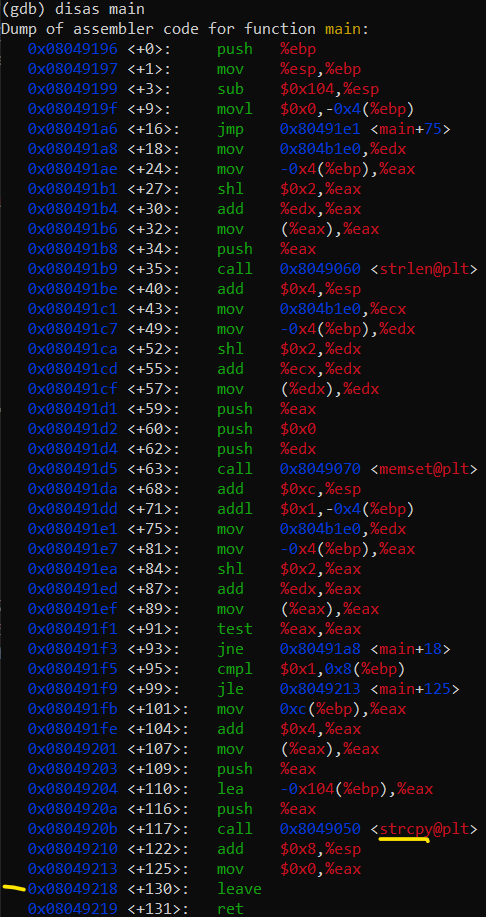 (gdb) disas main
Dump of assembler code for function main:
0x08049196 <+0>: push %ebp
0x08049197 <+1>: mov %esp,%ebp
0x08049199 <+3>: sub $0x104,%esp
0x0804919f <+9>: movl $0x0,-0x4(%ebp)
0x080491a6 <+16>: jmp 0x80491e1 <main+75>
0x080491a8 <+18>: mov 0x804b1e0,%edx
0x080491ae <+24>: mov -0x4(%ebp),%eax
0x080491b1 <+27>: shl $0x2,%eax
0x080491b4 <+30>: add %edx,%eax
0x080491b6 <+32>: mov (%eax),%eax
0x080491b8 <+34>: push %eax
0x080491b9 <+35>: call 0x8049060 <strlen@plt>
0x080491be <+40>: add $0x4,%esp
0x080491c1 <+43>: mov 0x804b1e0,%ecx
0x080491c7 <+49>: mov -0x4(%ebp),%edx
0x080491ca <+52>: shl $0x2,%edx
0x080491cd <+55>: add %ecx,%edx
0x080491cf <+57>: mov (%edx),%edx
0x080491d1 <+59>: push %eax
0x080491d2 <+60>: push $0x0
0x080491d4 <+62>: push %edx
0x080491d5 <+63>: call 0x8049070 <memset@plt>
0x080491da <+68>: add $0xc,%esp
0x080491dd <+71>: addl $0x1,-0x4(%ebp)
0x080491e1 <+75>: mov 0x804b1e0,%edx
0x080491e7 <+81>: mov -0x4(%ebp),%eax
0x080491ea <+84>: shl $0x2,%eax
0x080491ed <+87>: add %edx,%eax
0x080491ef <+89>: mov (%eax),%eax
0x080491f1 <+91>: test %eax,%eax
0x080491f3 <+93>: jne 0x80491a8 <main+18>
0x080491f5 <+95>: cmpl $0x1,0x8(%ebp)
0x080491f9 <+99>: jle 0x8049213 <main+125>
0x080491fb <+101>: mov 0xc(%ebp),%eax
0x080491fe <+104>: add $0x4,%eax
0x08049201 <+107>: mov (%eax),%eax
0x08049203 <+109>: push %eax
0x08049204 <+110>: lea -0x104(%ebp),%eax
0x0804920a <+116>: push %eax
0x0804920b <+117>: call 0x8049050 <strcpy@plt>
0x08049210 <+122>: add $0x8,%esp
0x08049213 <+125>: mov $0x0,%eax
0x08049218 <+130>: leave
0x08049219 <+131>: ret